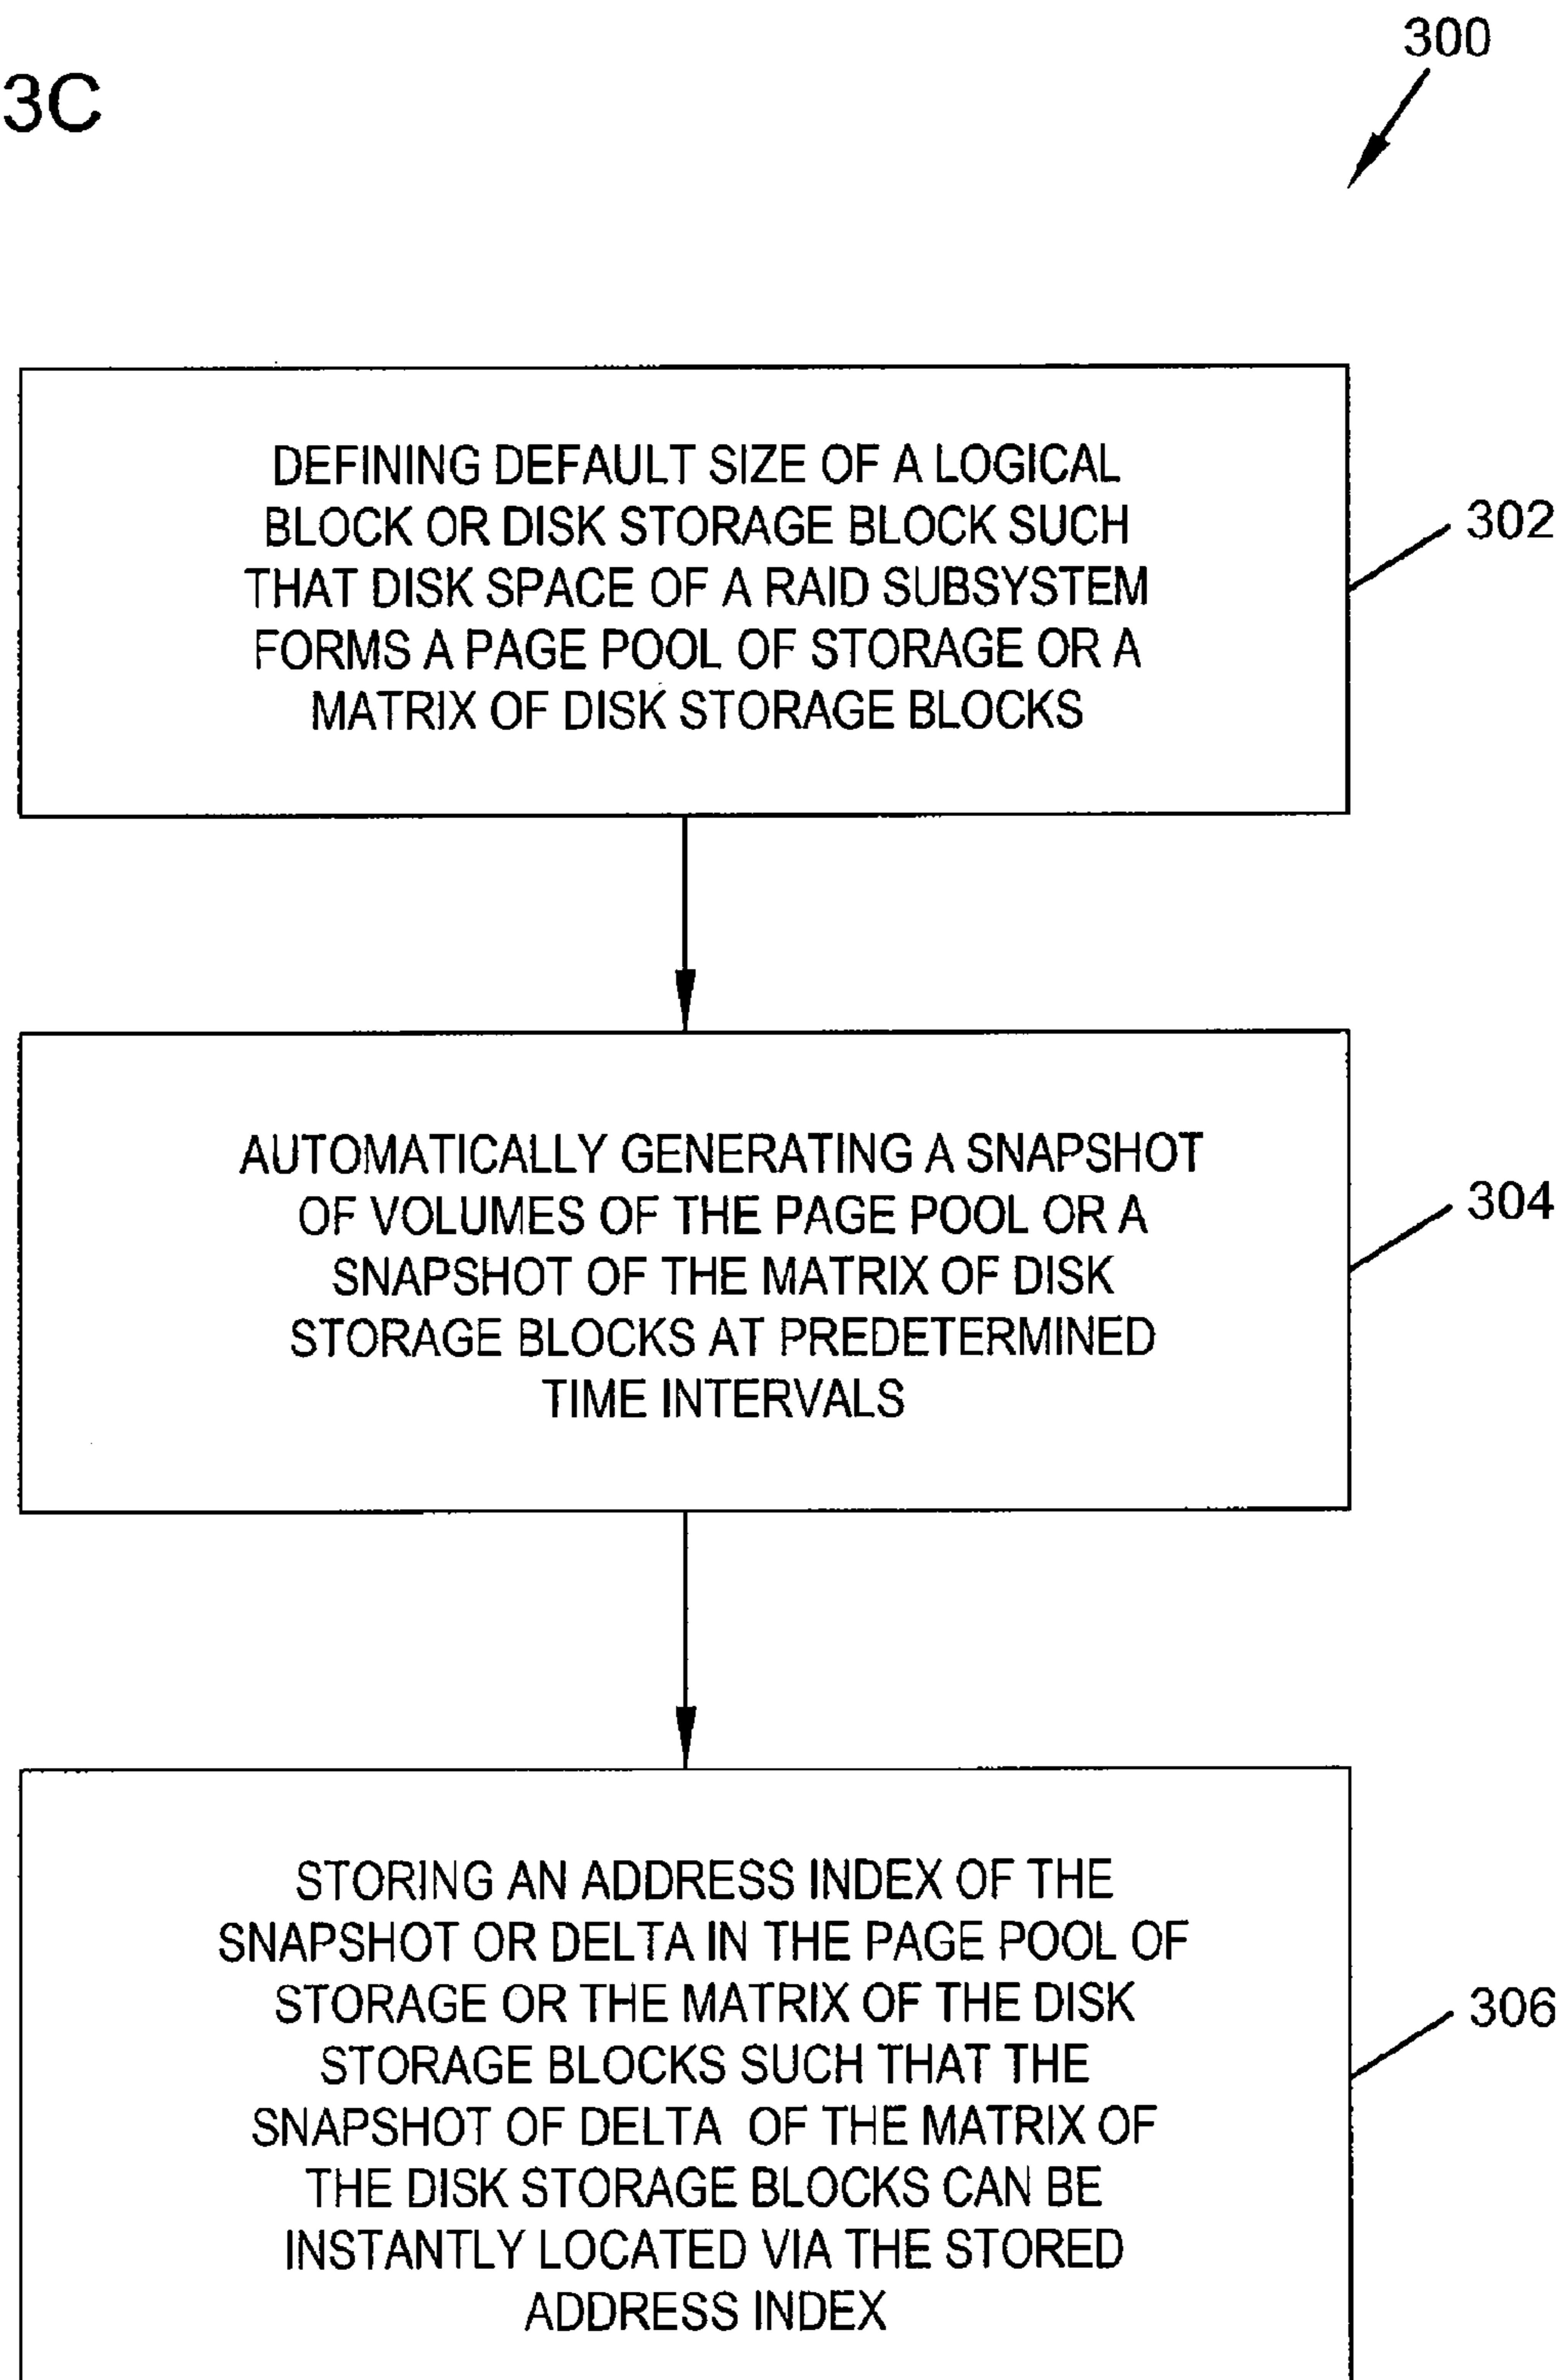 300
3C
DEFINING DEFAULT SIZE OF A LOGICAL
BLOCK OR DISK STORAGE BLOCK SUCH
THAT DISK SPACE OF A RAID SUBSYSTEM
FORMS A PAGE POOL OF STORAGE OR A
MATRIX OF DISK STORAGE BLOCKS
302
AUTOMATICALLY GENERATING A SNAPSHOT
OF VOLUMES OF THE PAGE POOL OR A
SNAPSHOT OF THE MATRIX OF DISK
STORAGE BLOCKS AT PREDETERMINED
TIME INTERVALS
304
STORING AN ADDRESS INDEX OF THE
SNAPSHOT OR DELTA IN THE PAGE POOL OF
STORAGE OR THE MATRIX OF THE DISK
STORAGE BLOCKS SUCH THAT THE
SNAPSHOT OF DELTA OF THE MATRIX OF
THE DISK STORAGE BLOCKS CAN BE
INSTANTLY LOCATED VIA THE STORED
ADDRESS INDEX
306